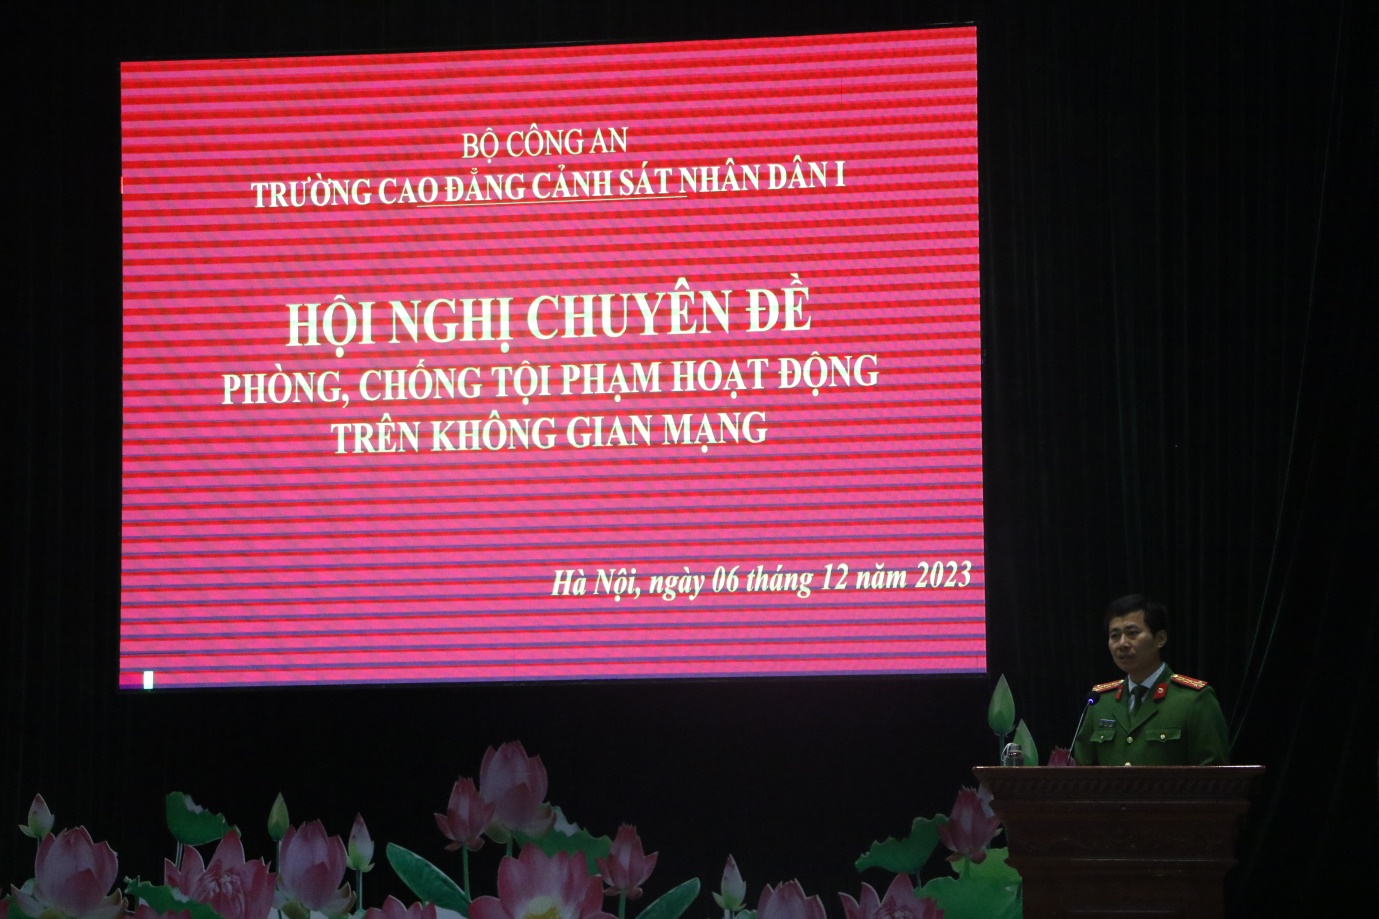 BỘ CÔNG AN
TRƯỜNG CAO ĐẲNG CẢNH SÁT NHÂN DÂN I
HỘI NGHỊ CHUYÊN ĐỀ
PHÒNG, CHỐNG TỘI PHẠM HOẠT ĐỘNG
TRÊN KHÔNG GIAN MẠNG
Hà Nội, ngày 06 tháng 12 năm 2023